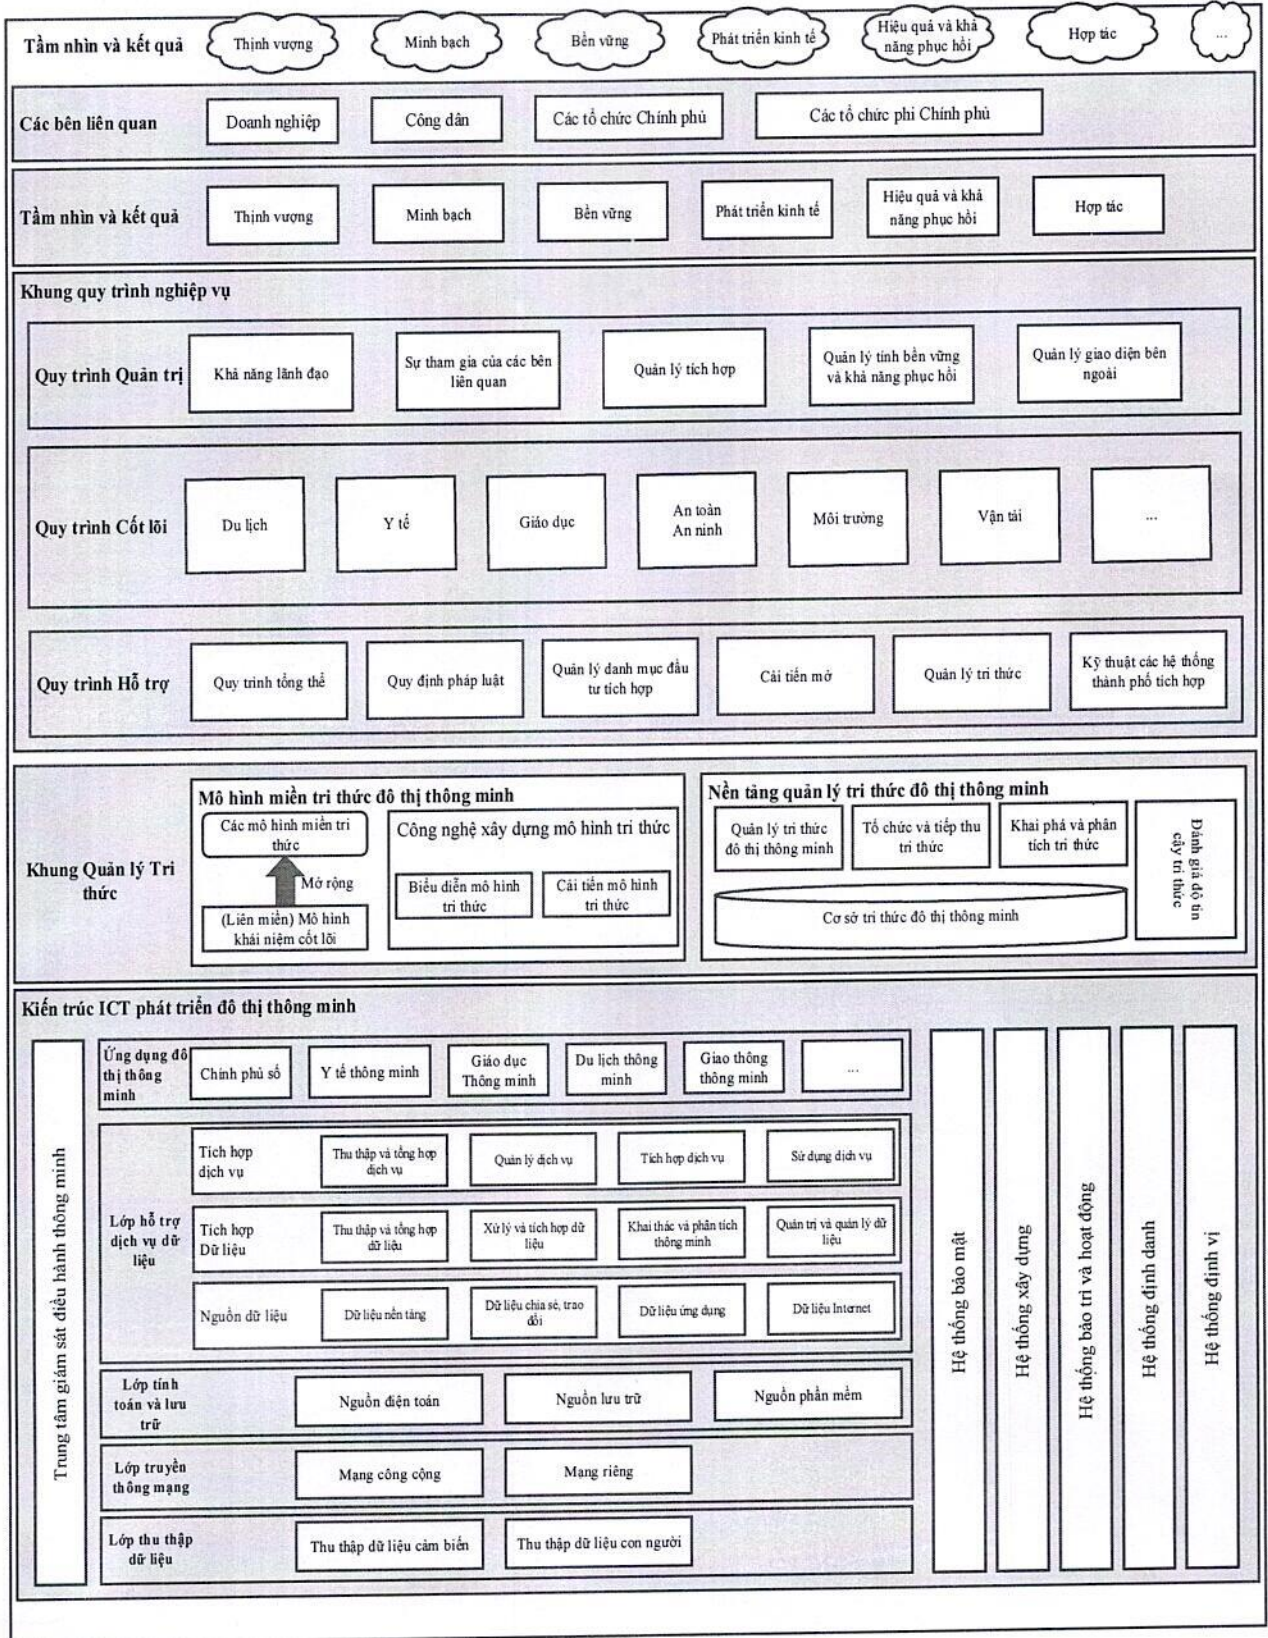 Tầm nhìn và kết quả
Thịnh vượng
Minh bạch
Bền vững
Phát triển kinh tế
Hiệu quả và khả
năng phục hồi
Hợp tác
...
Các bên liên quan
Doanh nghiệp
Công dân
Các tổ chức Chính phủ
Các tổ chức phi Chính phủ
Tầm nhìn và kết quả
Thịnh vượng
Minh bạch
Bền vững
Phát triển kinh tế
Hiệu quả và khả
năng phục hồi
Hợp tác
Khung quy trình nghiệp vụ
Quy trình Quản trị
Khả năng lãnh đạo
Sự tham gia của các bên
liên quan
Quản lý tích hợp
Quản lý tính bền vững
và khả năng phục hồi
Quản lý giao diện bên
ngoài
Quy trình Cốt lõi
Du lịch
Y tế
Giáo dục
An toàn
An ninh
Môi trường
Vận tải
...
Quy trình Hỗ trợ
Quy trình tổng thể
Quy định pháp luật
Quản lý danh mục đầu
tư tích hợp
Cải tiến mở
Quản lý tri thức
Kỹ thuật các hệ thống
thành phố tích hợp
Khung Quản lý Tri
thức
Mô hình miền tri thức đô thị thông minh
Các mô hình miền tri
thức
Mở rộng
(Liên miền) Mô hình
khái niệm cốt lõi
Công nghệ xây dựng mô hình tri thức
Biểu diễn mô hình
tri thức
Cải tiến mô hình
tri thức
Nền tảng quản lý tri thức đô thị thông minh
Quản lý tri thức
đô thị thông minh
Tổ chức và tiếp thu
tri thức
Khai phá và phân
tích tri thức
Cơ sở tri thức đô thị thông minh
Đánh giá độ tin
cậy tri thức
Kiến trúc ICT phát triển đô thị thông minh
Trung tâm giám sát điều hành thông minh
Ứng dụng đô
thị thông
minh
Chính phủ số
Y tế thông minh
Giáo dục
Thông minh
Du lịch thông
minh
Giao thông
thông minh
...
Lớp hỗ trợ
dịch vụ dữ
liệu
Tích hợp
dịch vụ
Thu thập và tổng hợp
dịch vụ
Quản lý dịch vụ
Tích hợp dịch vụ
Sử dụng dịch vụ
Tích hợp
Dữ liệu
Thu thập và tổng hợp
dữ liệu
Xử lý và tích hợp dữ
liệu
Khai thác và phân tích
thông minh
Quản trị và quản lý dữ
liệu
Nguồn dữ liệu
Dữ liệu nền tảng
Dữ liệu chia sẻ, trao
đổi
Dữ liệu ứng dụng
Dữ liệu Internet
Lớp tính
toán và lưu
trữ
Nguồn điện toán
Nguồn lưu trữ
Nguồn phần mềm
Lớp truyền
thông mạng
Mạng công cộng
Mạng riêng
Lớp thu thập
dữ liệu
Thu thập dữ liệu cảm biến
Thu thập dữ liệu con người
Hệ thống bảo mật
Hệ thống xây dựng
Hệ thống bảo trì và hoạt động
Hệ thống định danh
Hệ thống định vị